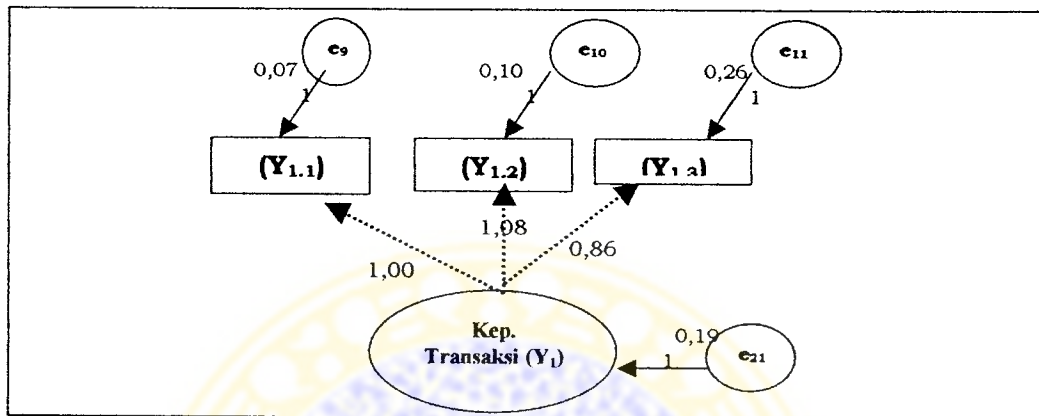 e9 e10 e11
0,07 0,10 0,26
1 1 1
(Y1.1) (Y1.2) (Y1.3)
1,08
0,86
1,00
Kep.
0,19
Transaksi (Y1)
1 e21